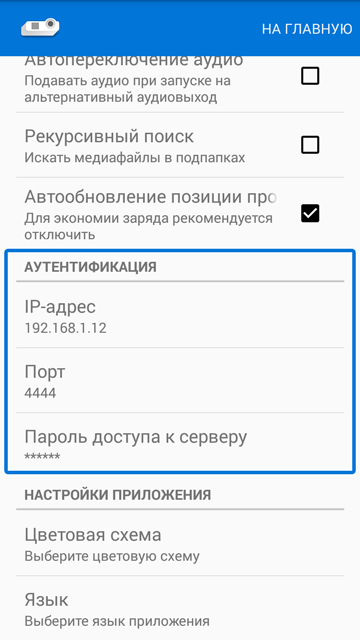 НА ГЛАВНУЮ
Автопереключение аудио
Подавать аудио при запуске на
альтернативный аудиовыход
Рекурсивный поиск
Искать медиафайлы в подпапках
Автообновление позиции про
Для экономии заряда рекомендуется
отключить
АУТЕНТИФИКАЦИЯ
IP-адрес
192.168.1.12
Порт
4444
Пароль доступа к серверу
******
НАСТРОЙКИ ПРИЛОЖЕНИЯ
Цветовая схема
Выберите цветовую схему
Язык
Выберите язык приложения